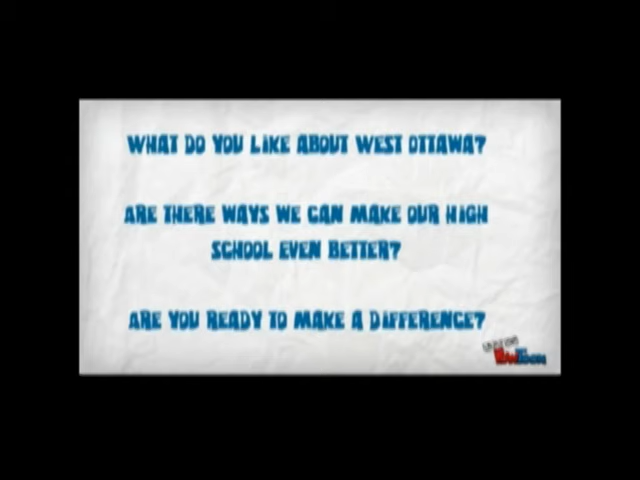 WHAT DO YOU LIKE ABOUT WEST OTTAWA?
ARE THERE WAYS WE CAN MAKE OUR HIGH
SCHOOL EVEN BETTER?
ARE YOU READY TO MAKE A DIFFERENCE?